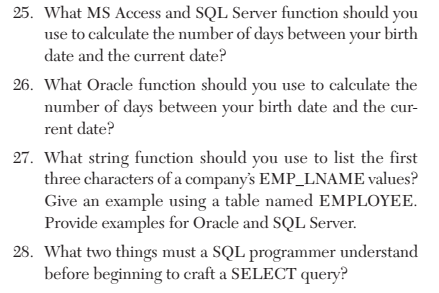 25. What MS Access and SQL Server function should you
use to calculate the number of days between your birth
date and the current date?
26. What Oracle function should you use to calculate the
number of days between your birth date and the cur-
rent date?
27. What string function should you use to list the first
three characters of a company's EMP_LNAME values?
Give an example using a table named EMPLOYEE.
Provide examples for Oracle and SQL Server.
28. What two things must a SQL programmer understand
before beginning to craft a SELECT query?